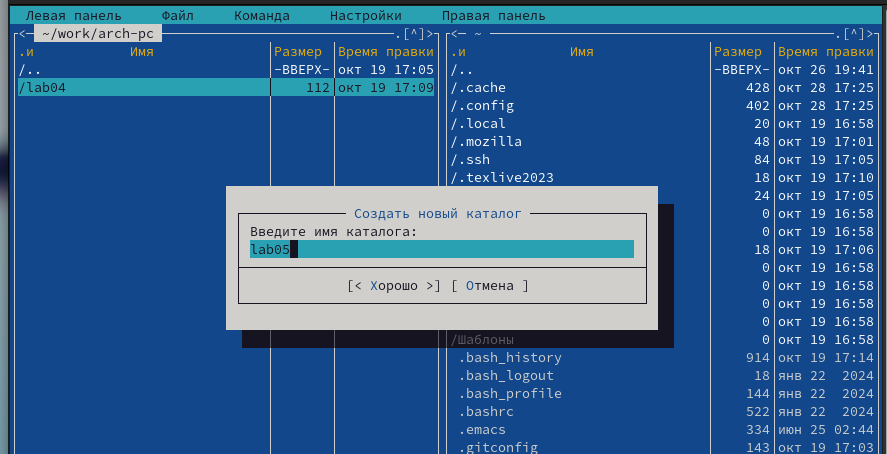 Левая панель Файл Команда Настройки Правая панель
<─ ~/work/arch-pc .[^]> <─ ~ .[^]>
.и Имя Размер Время правки .и Имя Размер Время правки
/.. -ВВЕРХ- окт 19 17:05 /.. -ВВЕРХ- окт 26 19:41
/lab04 112 окт 19 17:09 /.cache 428 окт 28 17:25
/.config 402 окт 28 17:25
/.local 20 окт 19 16:58
/.mozilla 48 окт 19 17:01
/.ssh 84 окт 19 17:05
/.texlive2023 18 окт 19 17:10
24 окт 19 17:05
Создать новый каталог 0 окт 19 16:58
Введите имя каталога: 0 окт 19 16:58
lab05 18 окт 19 17:06
0 окт 19 16:58
[< Хорошо >] [ Отмена ] 0 окт 19 16:58
0 окт 19 16:58
0 окт 19 16:58
/Шаблоны 0 окт 19 16:58
.bash_history 914 окт 19 17:14
.bash_logout 18 янв 22 2024
.bash_profile 144 янв 22 2024
.bashrc 522 янв 22 2024
.emacs 334 июн 25 02:44
.gitconfig 143 окт 19 17:03